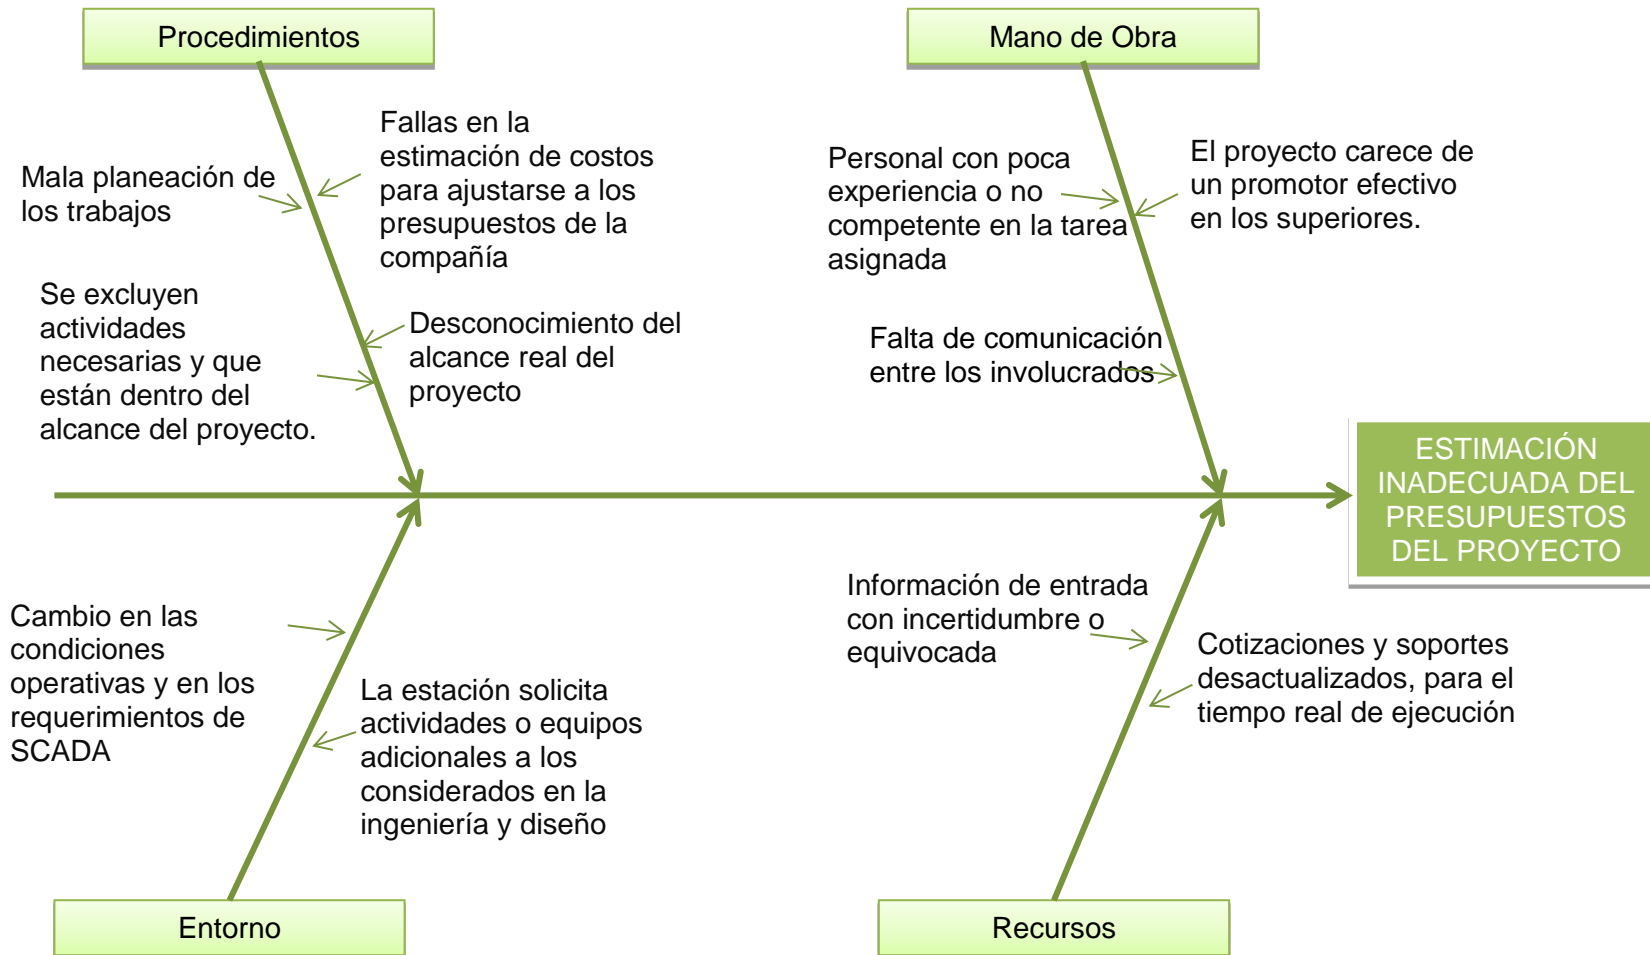 Procedimientos
Mano de Obra
Mala planeación de
los trabajos
Fallas en la
estimación de costos
para ajustarse a los
presupuestos de la
compañía
Se excluyen
actividades
necesarias y que
están dentro del
alcance del proyecto.
Desconocimiento del
alcance real del
proyecto
Personal con poca
experiencia o no
competente en la tarea
asignada
El proyecto carece de
un promotor efectivo
en los superiores.
Falta de comunicación
entre los involucrados
ESTIMACIÓN
INADECUADA DEL
PRESUPUESTOS
DEL PROYECTO
Cambio en las
condiciones
operativas y en los
requerimientos de
SCADA
La estación solicita
actividades o equipos
adicionales a los
considerados en la
ingeniería y diseño
Información de entrada
con incertidumbre o
equivocada
Cotizaciones y soportes
desactualizados, para el
tiempo real de ejecución
Entorno
Recursos